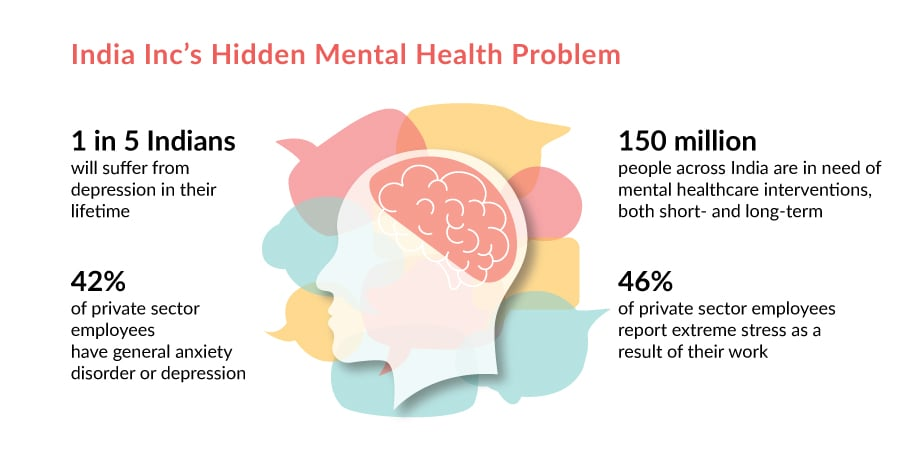 India Inc's Hidden Mental Health Problem
1 in 5 Indians
will suffer from
depression in their
lifetime
42%
of private sector
employees
have general anxiety
disorder or depression
150 million
people across India are in need of
mental healthcare interventions,
both short- and long-term
46%
of private sector employees
report extreme stress as a
result of their work